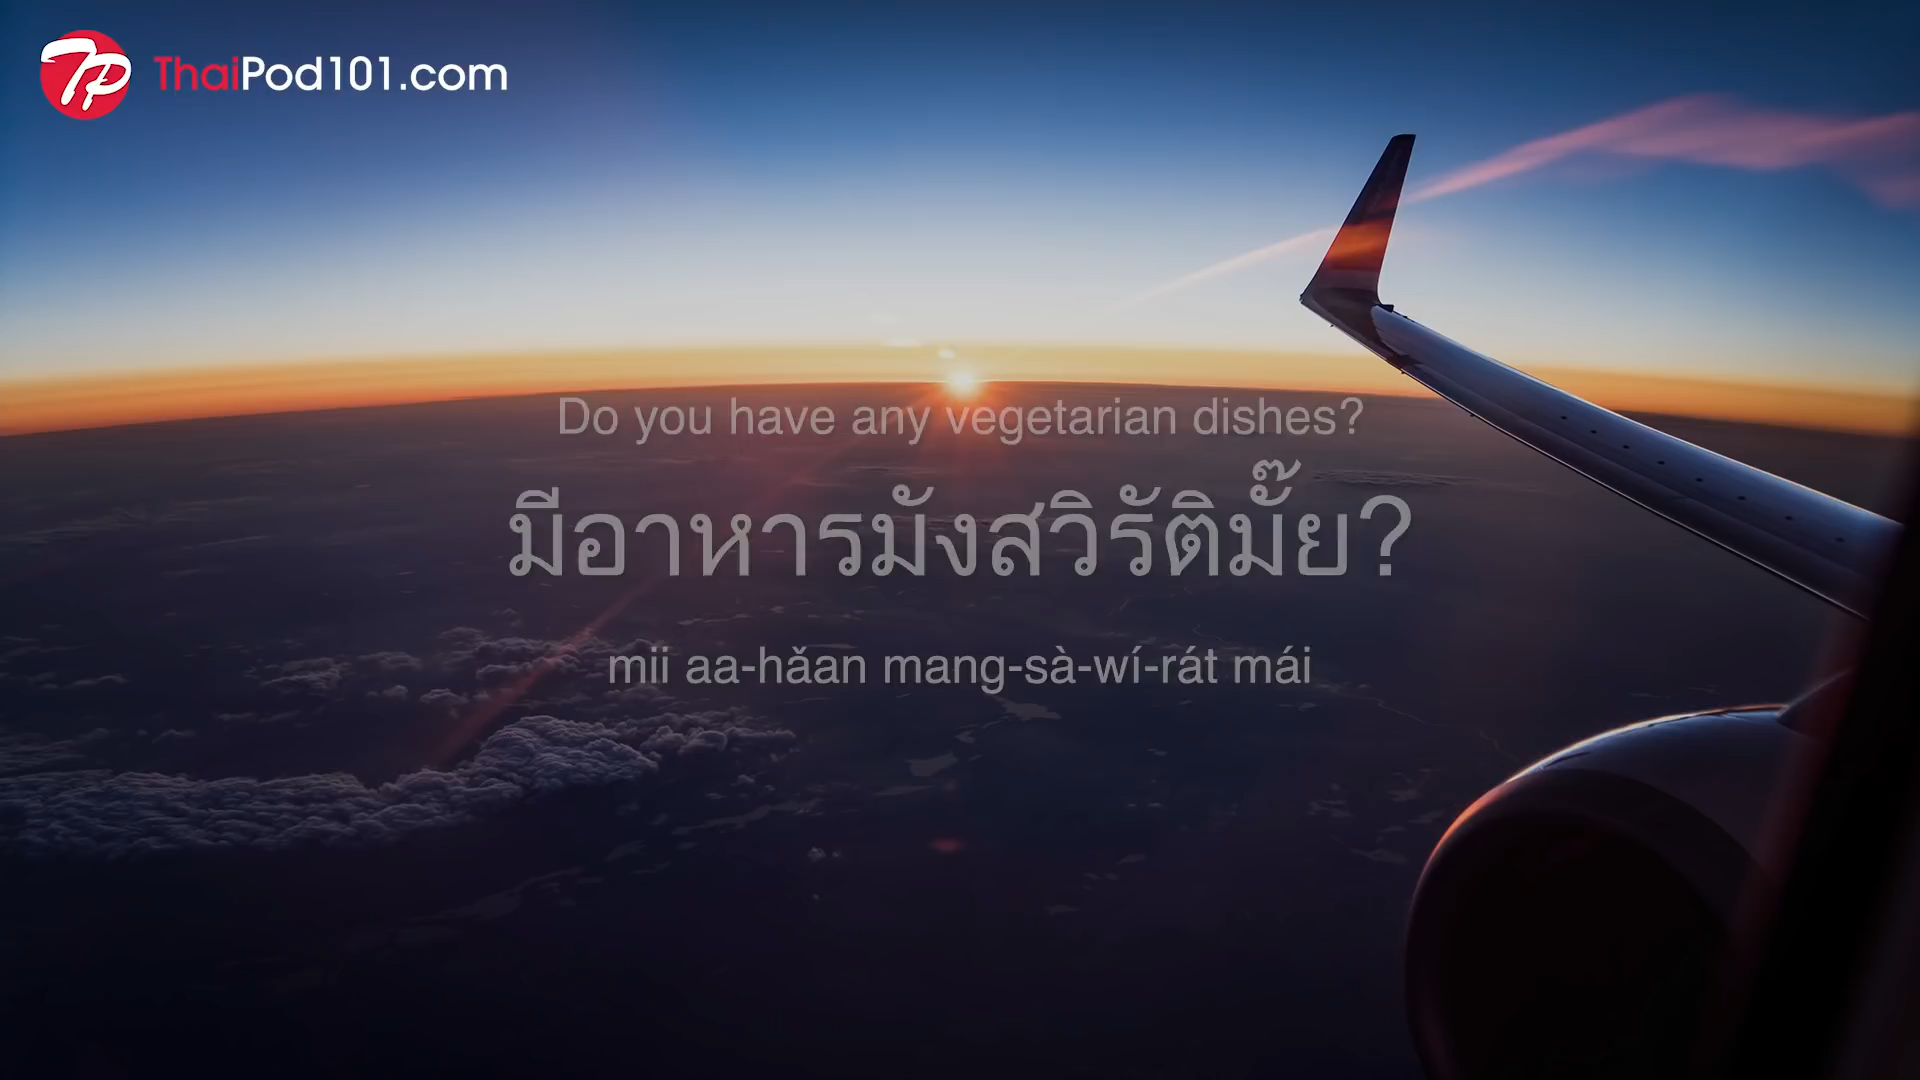 TP ThaiPod101.com
Do you have any vegetarian dishes?
มีอาหารมังสวิรัติมั๊ย?
mii aa-hǎan mang-sà-wí-rát mái